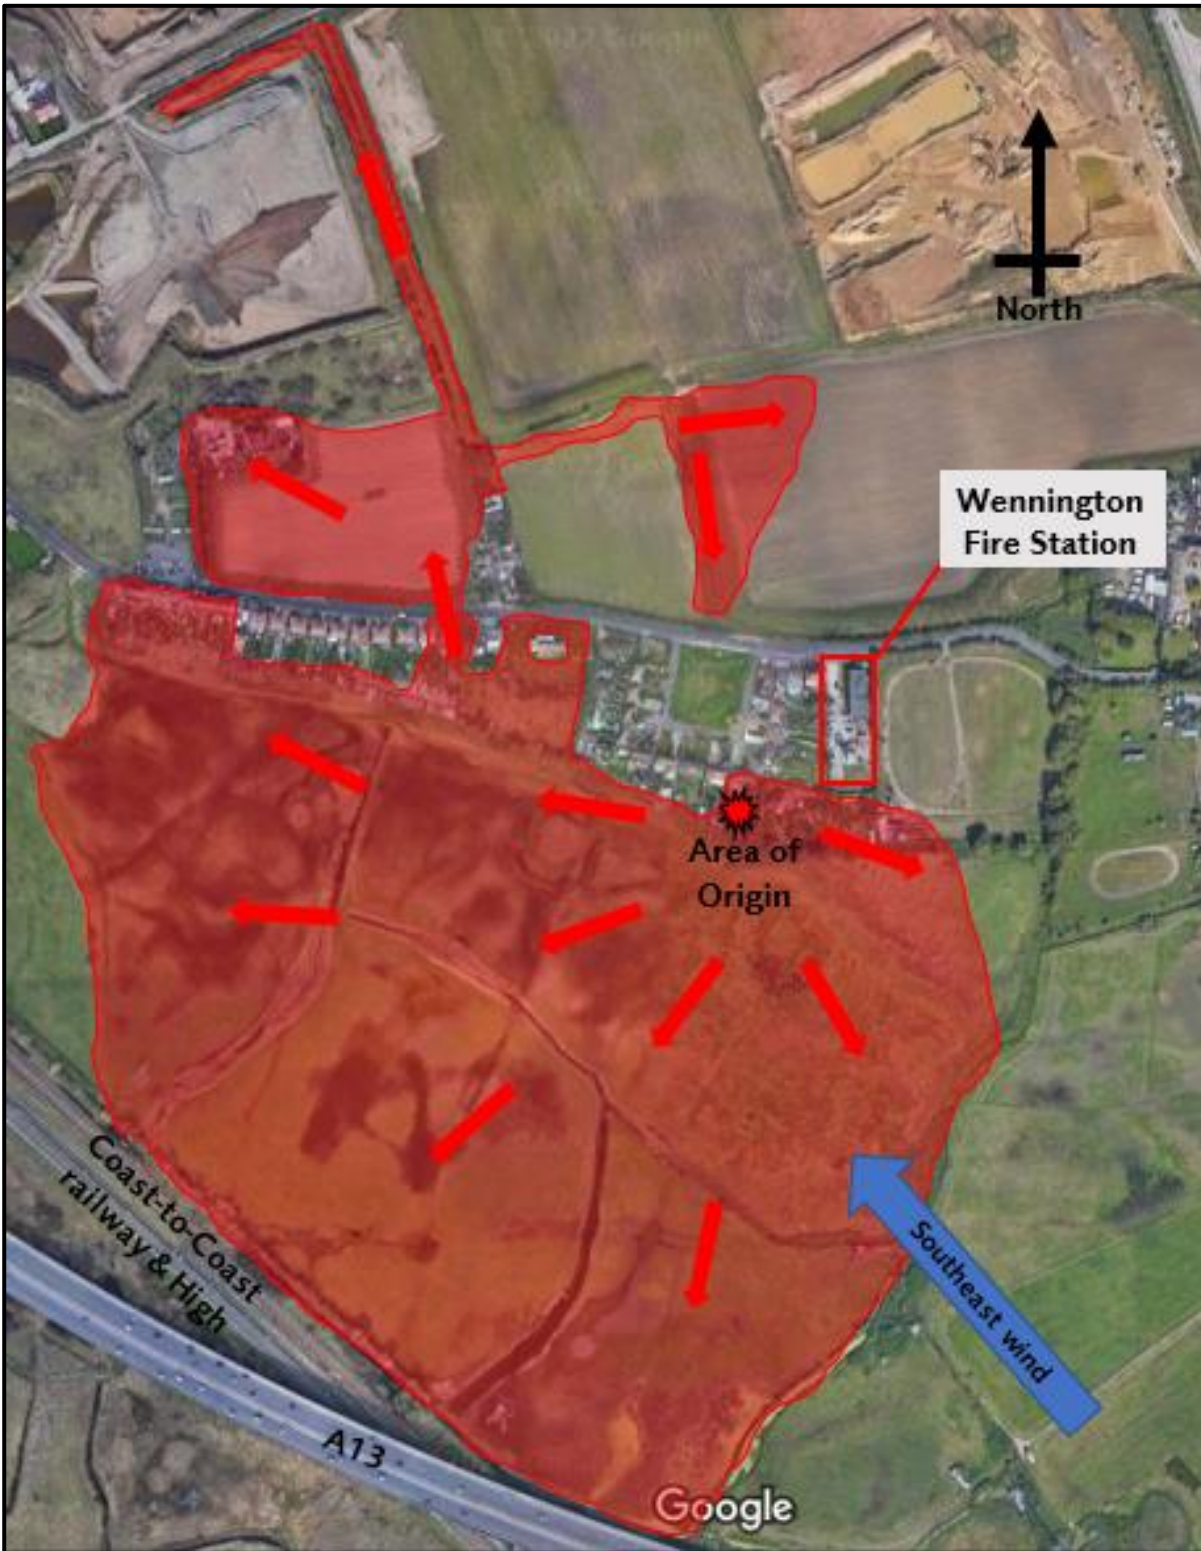 North
Wennington
Fire Station
Area of
Origin
Coast-to-Coast
railway & High
Southeast wind
A13
Google